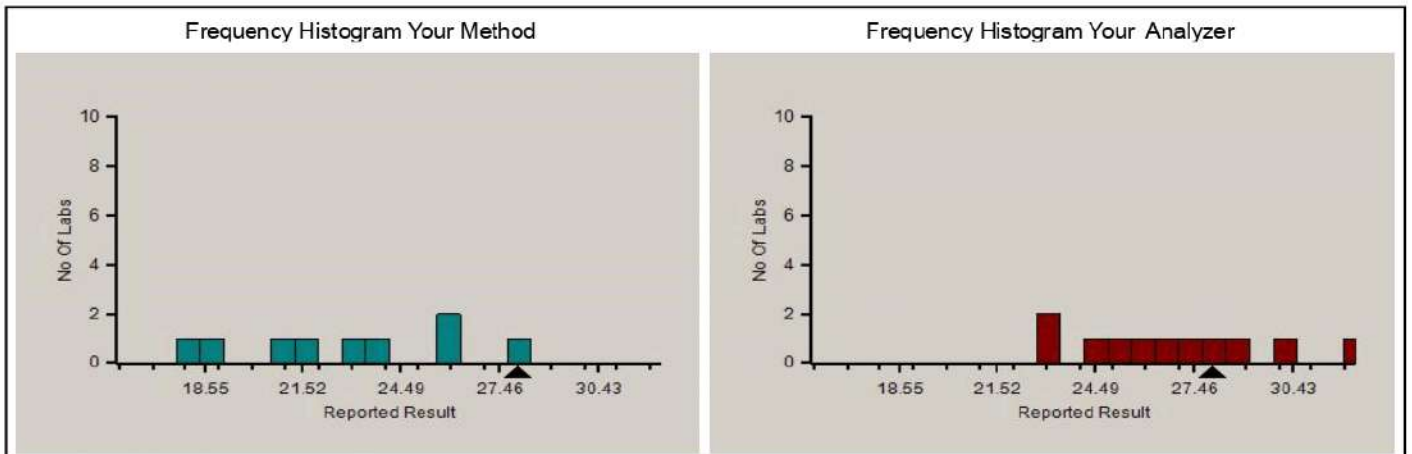 Frequency Histogram Your Method
10
8
6
4
2
0
No Of Labs
18.55 21.52 24.49 27.46 30.43
Reported Result
Frequency Histogram Your Analyzer
10
8
6
4
2
0
No Of Labs
18.55 21.52 24.49 27.46 30.43
Reported Result